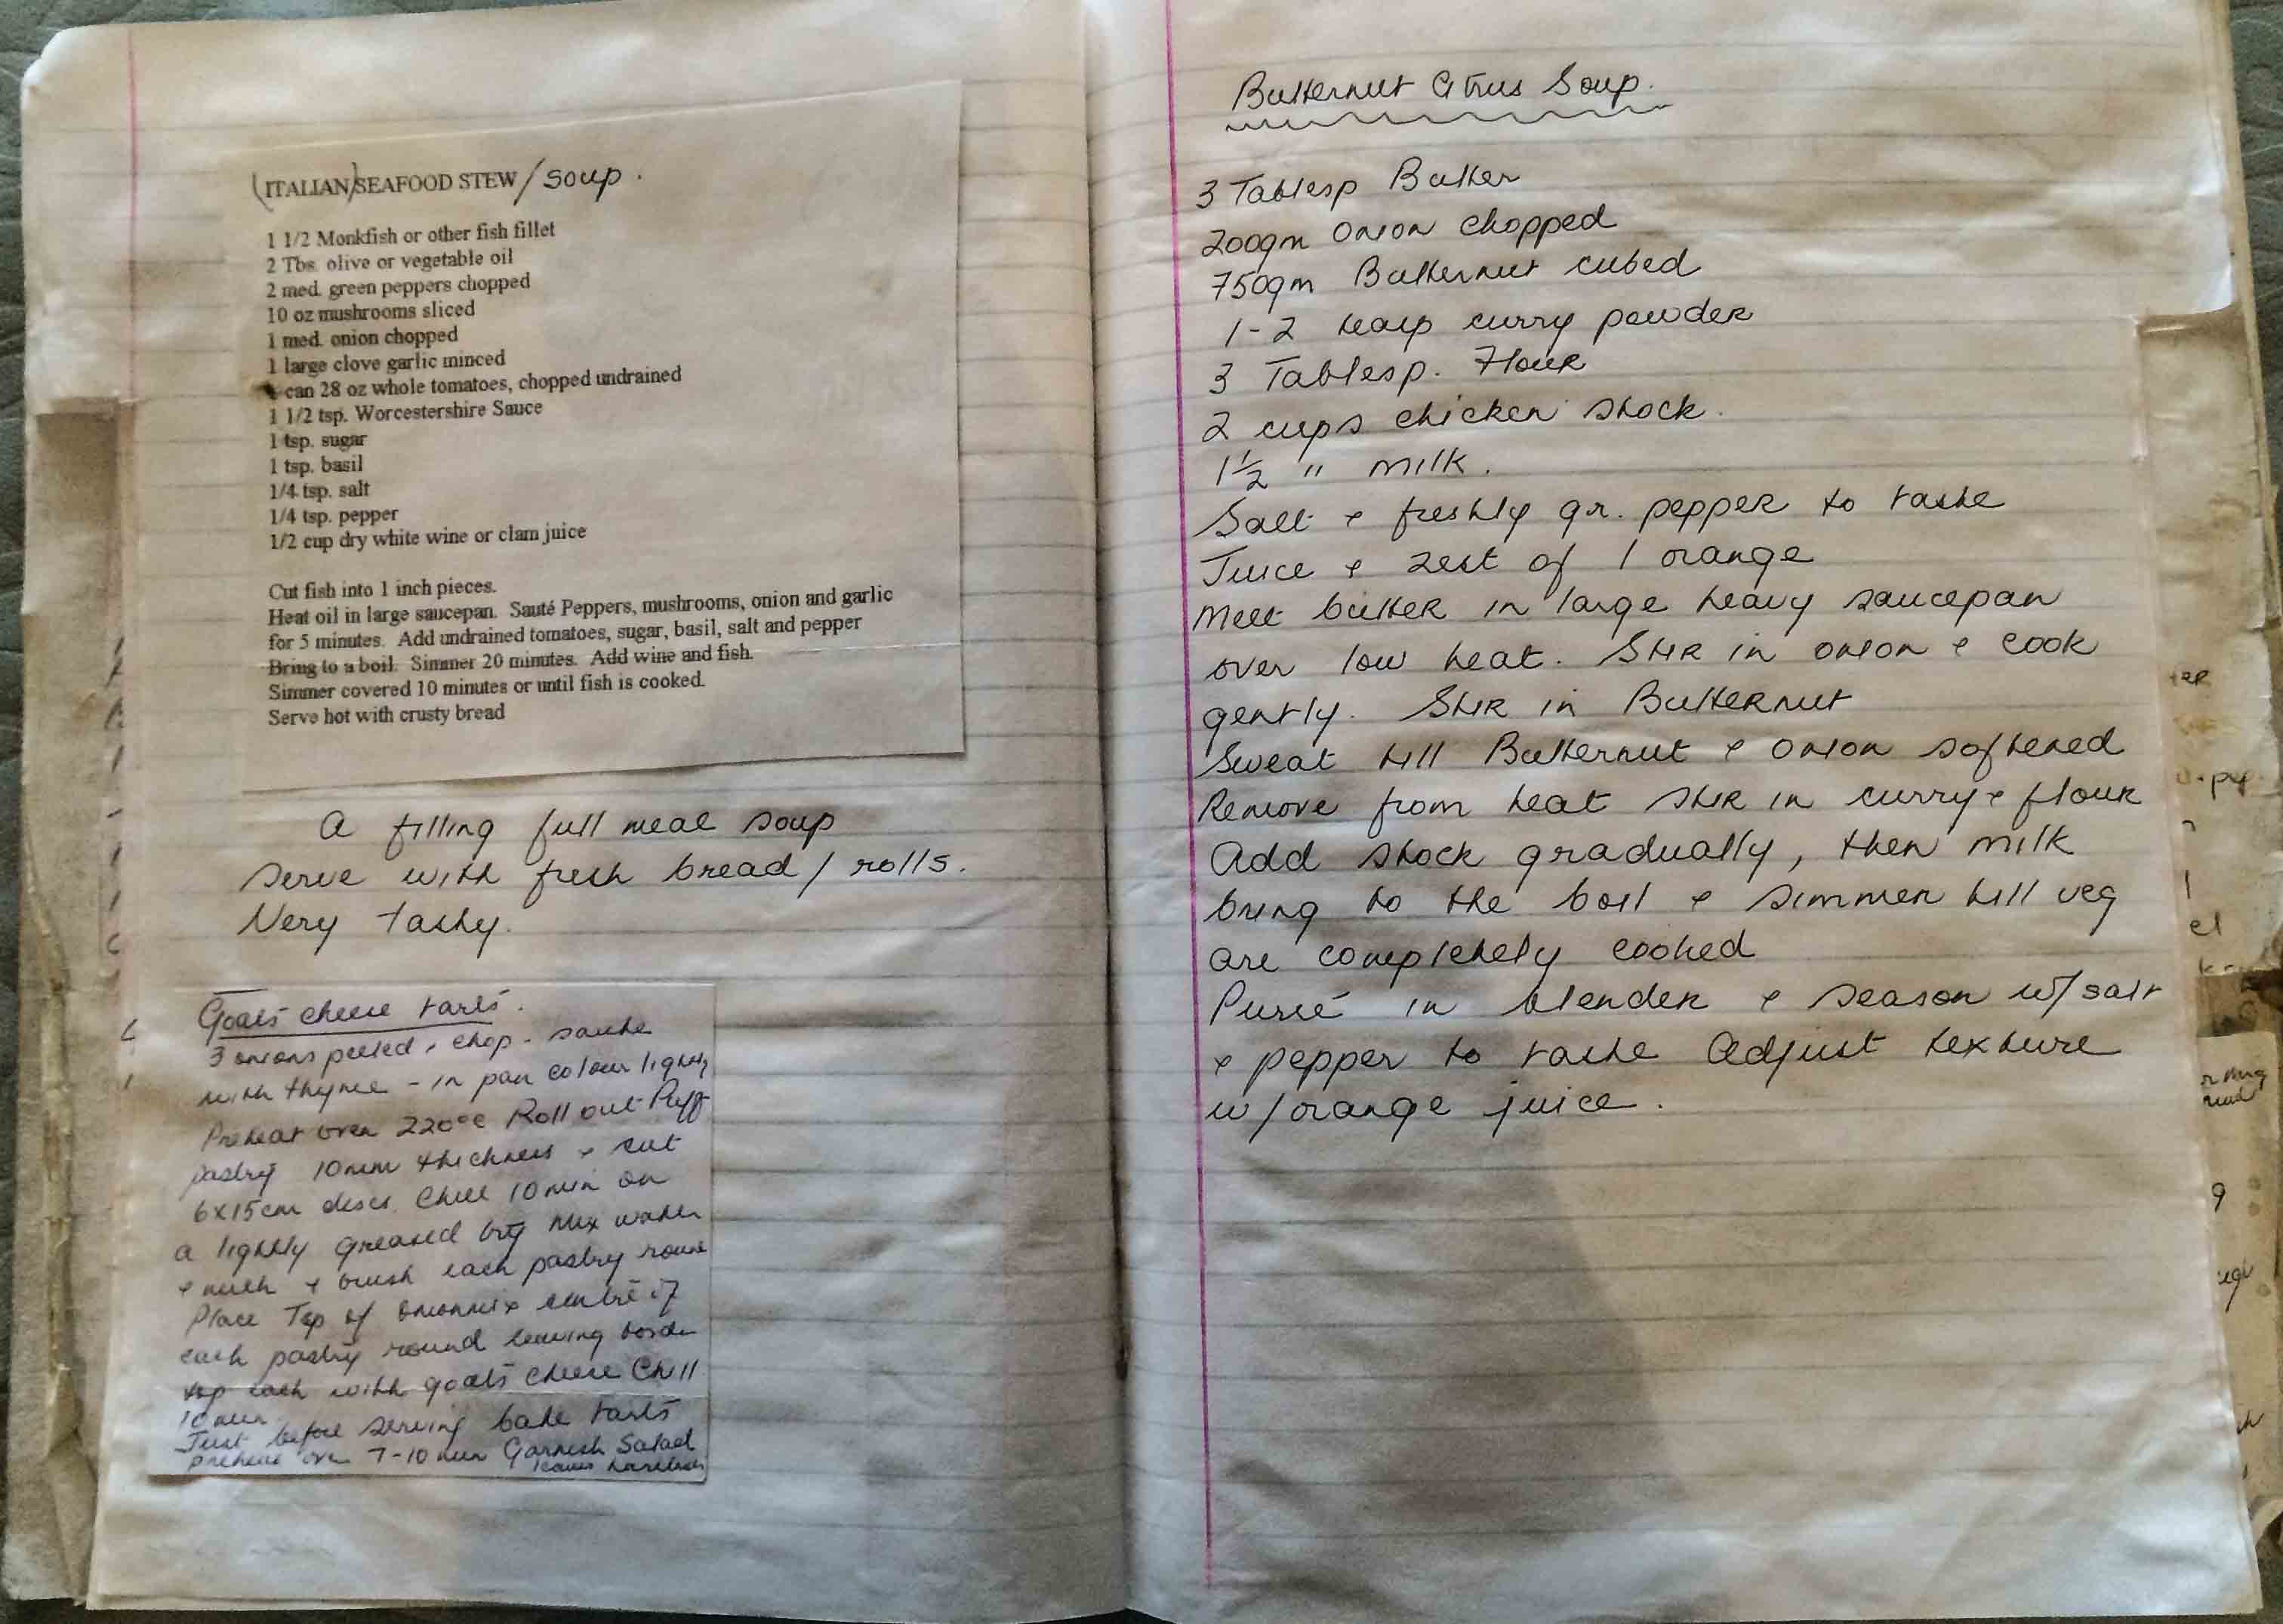 (ITALIAN) SEAFOOD STEW / soup.
1 1/2 Monkfish or other fish fillet
2 Tbs. olive or vegetable oil
2 med. green peppers chopped
10 oz mushrooms sliced
1 med. onion chopped
1 large clove garlic minced
can 28 oz whole tomatoes, chopped undrained
1 1/2 tsp. Worcestershire Sauce
1 tsp. sugar
1 tsp. basil
1/4 tsp. salt
1/4 tsp. pepper
1/2 cup dry white wine or clam juice
Cut fish into 1 inch pieces.
Heat oil in large saucepan. Sauté Peppers, mushrooms, onion and garlic
for 5 minutes. Add undrained tomatoes, sugar, basil, salt and pepper
Bring to a boil. Simmer 20 minutes. Add wine and fish.
Simmer covered 10 minutes or until fish is cooked.
Serve hot with crusty bread
A filling full meal soup
serve with fresh bread / rolls.
Very tasty.
Goats cheese tarts.
3 onions peeled + chop - saute
with thyme - in pan colour lightly
Preheat oven 220°c Roll out Puff
pastry 10mm thickness + cut
6x15cm discs. Chill 10 min on
a lightly greased Mix water
+ milk + brush each pastry round
Place Tsp of onion mix centre of
each pastry round leaving border
top each with goats cheese Chill
10 min
Just before serving bake tarts
preheat oven 7-10 min Garnish Salad
leaves
Butternut Citrus Soup.
3 Tablesp Butter
200gm Onion chopped
750gm Butternut cubed
1-2 teasp curry powder
3 Tablesp. Flour
2 cups chicken stock.
1½ " milk.
Salt + freshly gr. pepper to taste
Juice + zest of 1 orange
Melt butter in large heavy saucepan
over low heat. Stir in onion + cook
gently. Stir in Butternut
Sweat till Butternut + onion softened
Remove from heat stir in curry + flour
Add stock gradually, then milk
bring to the boil + simmer till veg
are completely cooked
Pureé in blender + season w/ salt
+ pepper to taste Adjust texture
w/orange juice.